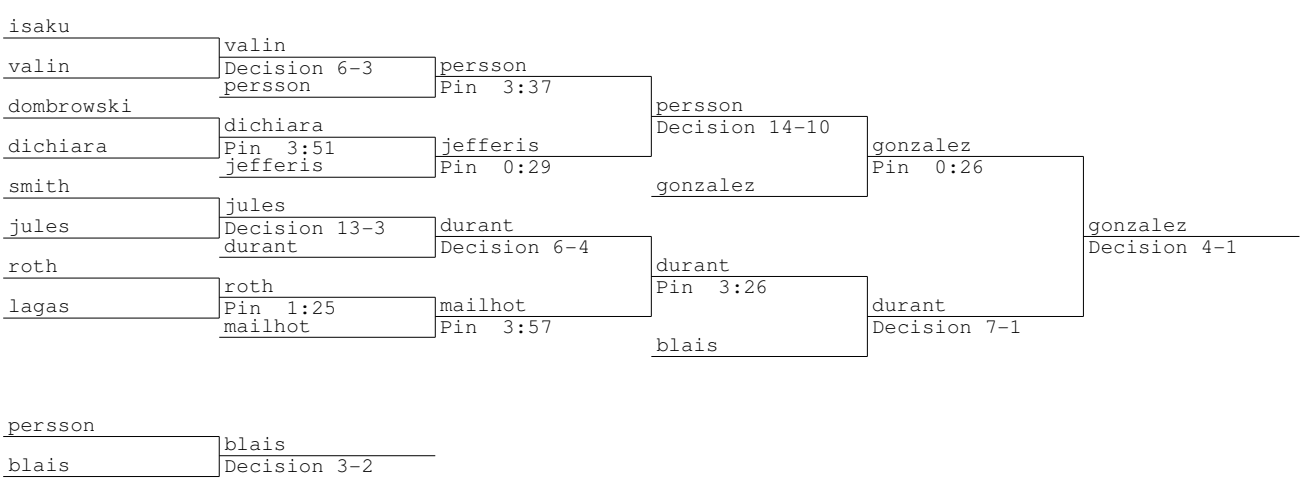 isaku
valin
valin
Decision 6-3
persson
persson
Pin 3:37
dombrowski
persson
dichiara
Decision 14-10
Pin 3:51
dichiara
jefferis
gonzalez
jefferis
Pin 0:29
Pin 0:26
smith
gonzalez
jules
jules
Decision 13-3
durant
gonzalez
durant
Decision 6-4
Decision 4-1
roth
durant
roth
Pin 3:26
lagas
Pin 1:25
mailhot
durant
mailhot
Pin 3:57
Decision 7-1
blais
persson
blais
blais
Decision 3-2